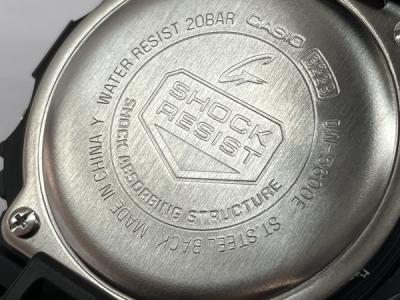 WATER RESIST 20BAR CASIO 3229 DW-5600E
ST.STEEL BACK MADE IN CHINA Y
G
SHOCK
RESIST
SHOCK ABSORBING STRUCTURE